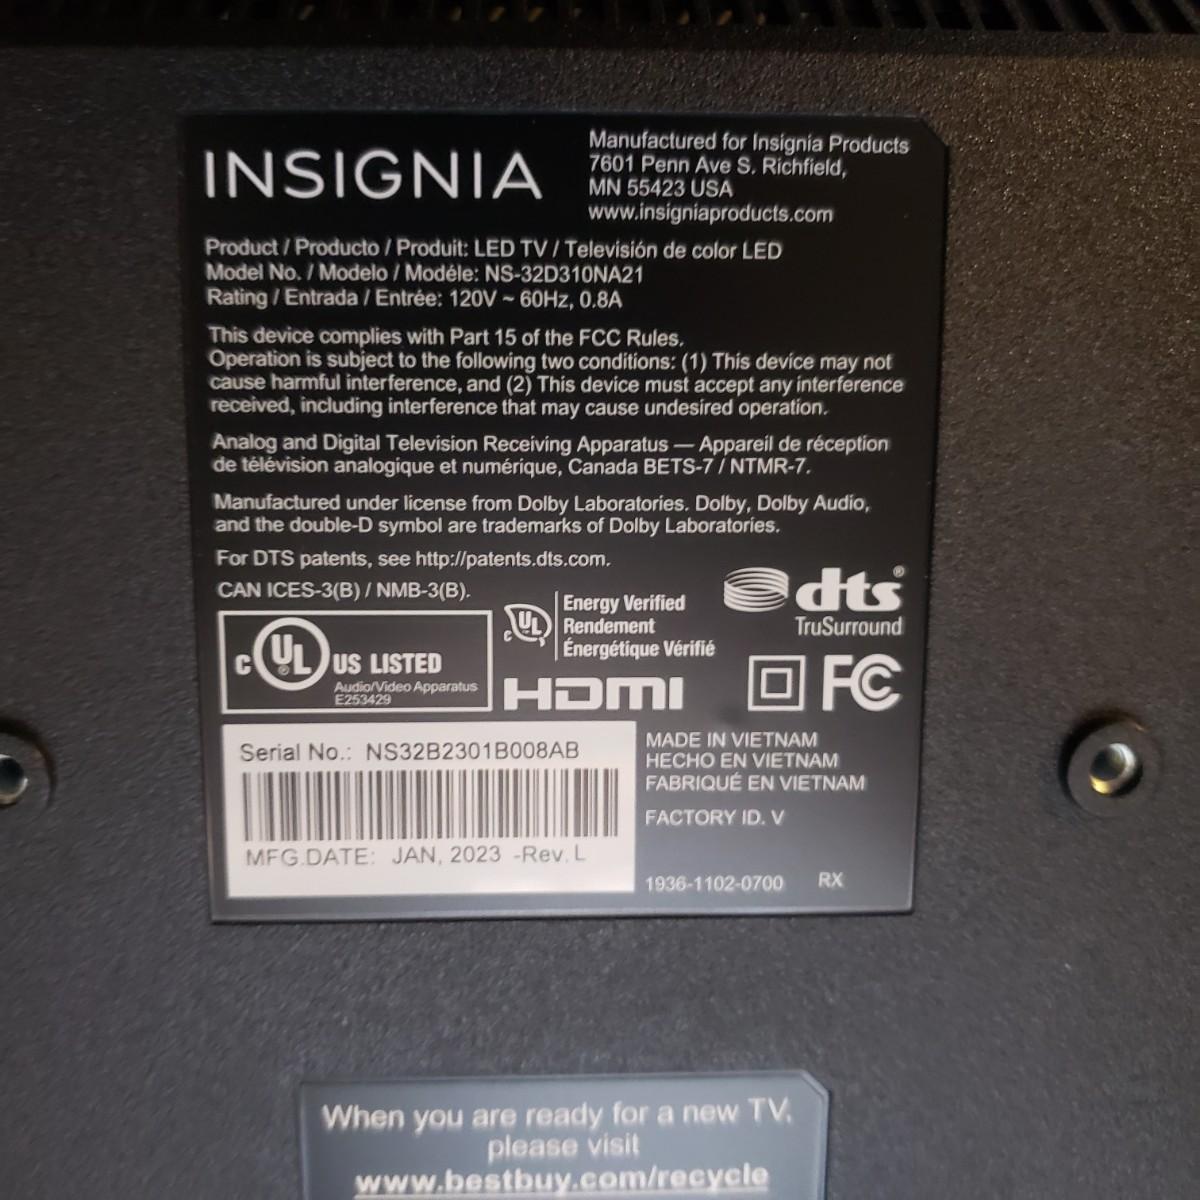 INSIGNIA
Manufactured for Insignia Products
7601 Penn Ave S. Richfield,
MN 55423 USA
www.insigniaproducts.com
Product / Producto / Produit: LED TV / Televisión de color LED
Model No. / Modelo / Modéle: NS-32D310NA21
Rating / Entrada / Entrée: 120V ~ 60Hz, 0.8A
This device complies with Part 15 of the FCC Rules.
Operation is subject to the following two conditions: (1) This device may not
cause harmful interference, and (2) This device must accept any interference
received, including interference that may cause undesired operation.
Analog and Digital Television Receiving Apparatus — Appareil de réception
de télévision analogique et numérique, Canada BETS-7 / NTMR-7.
Manufactured under license from Dolby Laboratories. Dolby, Dolby Audio,
and the double-D symbol are trademarks of Dolby Laboratories.
For DTS patents, see http://patents.dts.com.
CAN ICES-3(B) / NMB-3(B).
C UL ® US LISTED
Audio/Video Apparatus
E253429
C UL
Energy Verified
Rendement
Énergétique Vérifié
HDMI
dts®
TruSurround
FC
Serial No.: NS32B2301B008AB
MFG.DATE: JAN, 2023 -Rev. L
MADE IN VIETNAM
HECHO EN VIETNAM
FABRIQUÉ EN VIETNAM
FACTORY ID. V
1936-1102-0700 RX
When you are ready for a new TV,
please visit
www.bestbuy.com/recycle